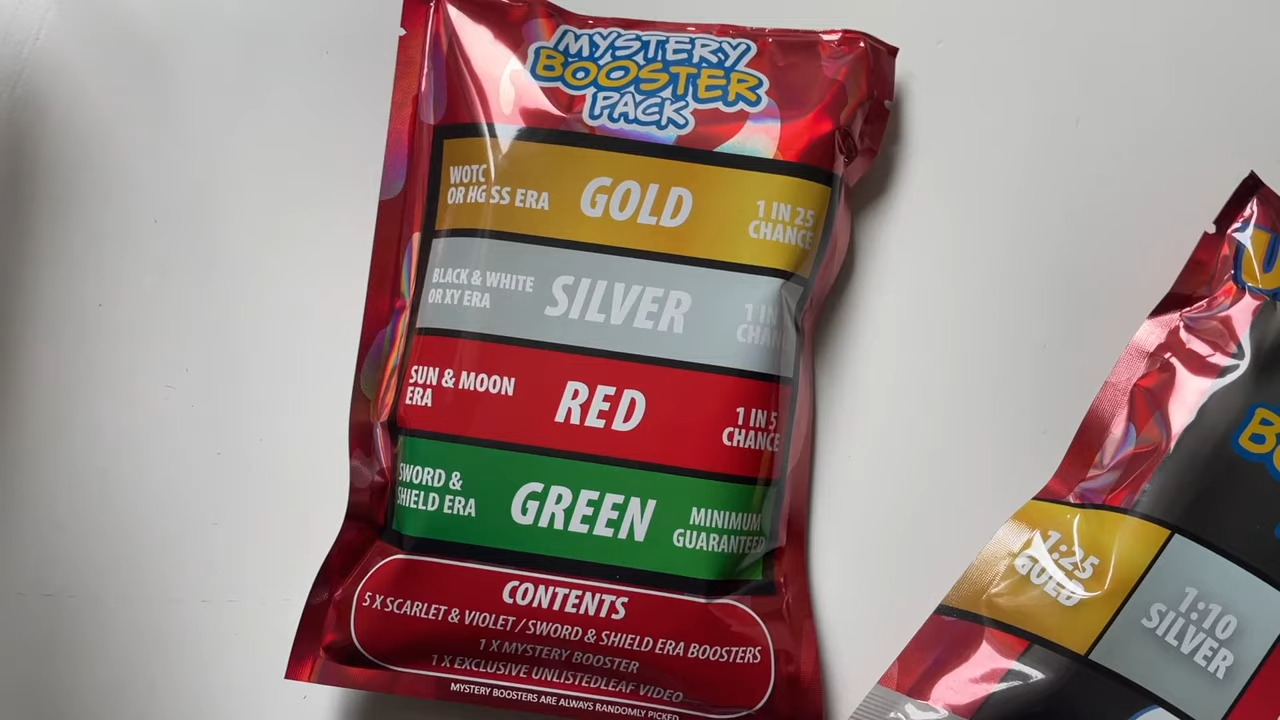 MYSTERY
BOOSTER
PACK
WOTC
OR HG SS ERA
GOLD
1 IN 25
CHANCE
BLACK & WHITE
OR XY ERA
SILVER
1 IN
CHAN
SUN & MOON
ERA
RED
1 IN 5
CHANCE
SWORD &
SHIELD ERA
GREEN
MINIMUM
GUARANTEED
CONTENTS
5 X SCARLET & VIOLET / SWORD & SHIELD ERA BOOSTERS
1 X MYSTERY BOOSTER
1 X EXCLUSIVE UNLISTEDLEAF VIDEO
MYSTERY BOOSTERS ARE ALWAYS RANDOMLY PICKED
1:25
GOLD
1:10
SILVER